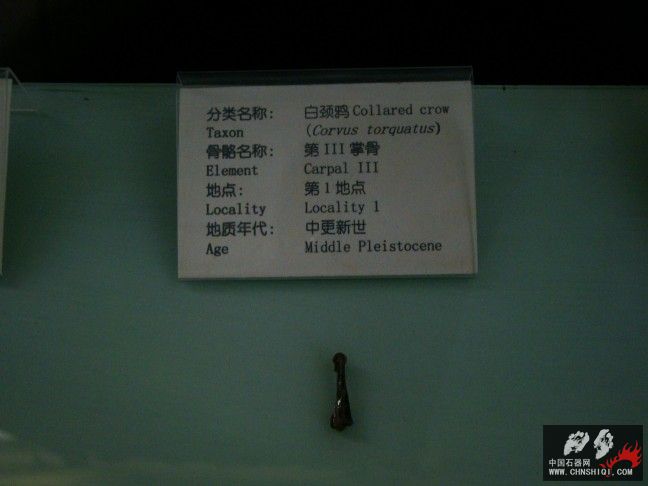 分类名称: 白颈鸦 Collared crow
Taxon (Corvus torquatus)
骨骼名称: 第 III 掌骨
Element Carpal III
地点: 第 1 地点
Locality Locality 1
地质年代: 中更新世
Age Middle Pleistocene
中国石器网
WWW.CHNSHIQI.COM